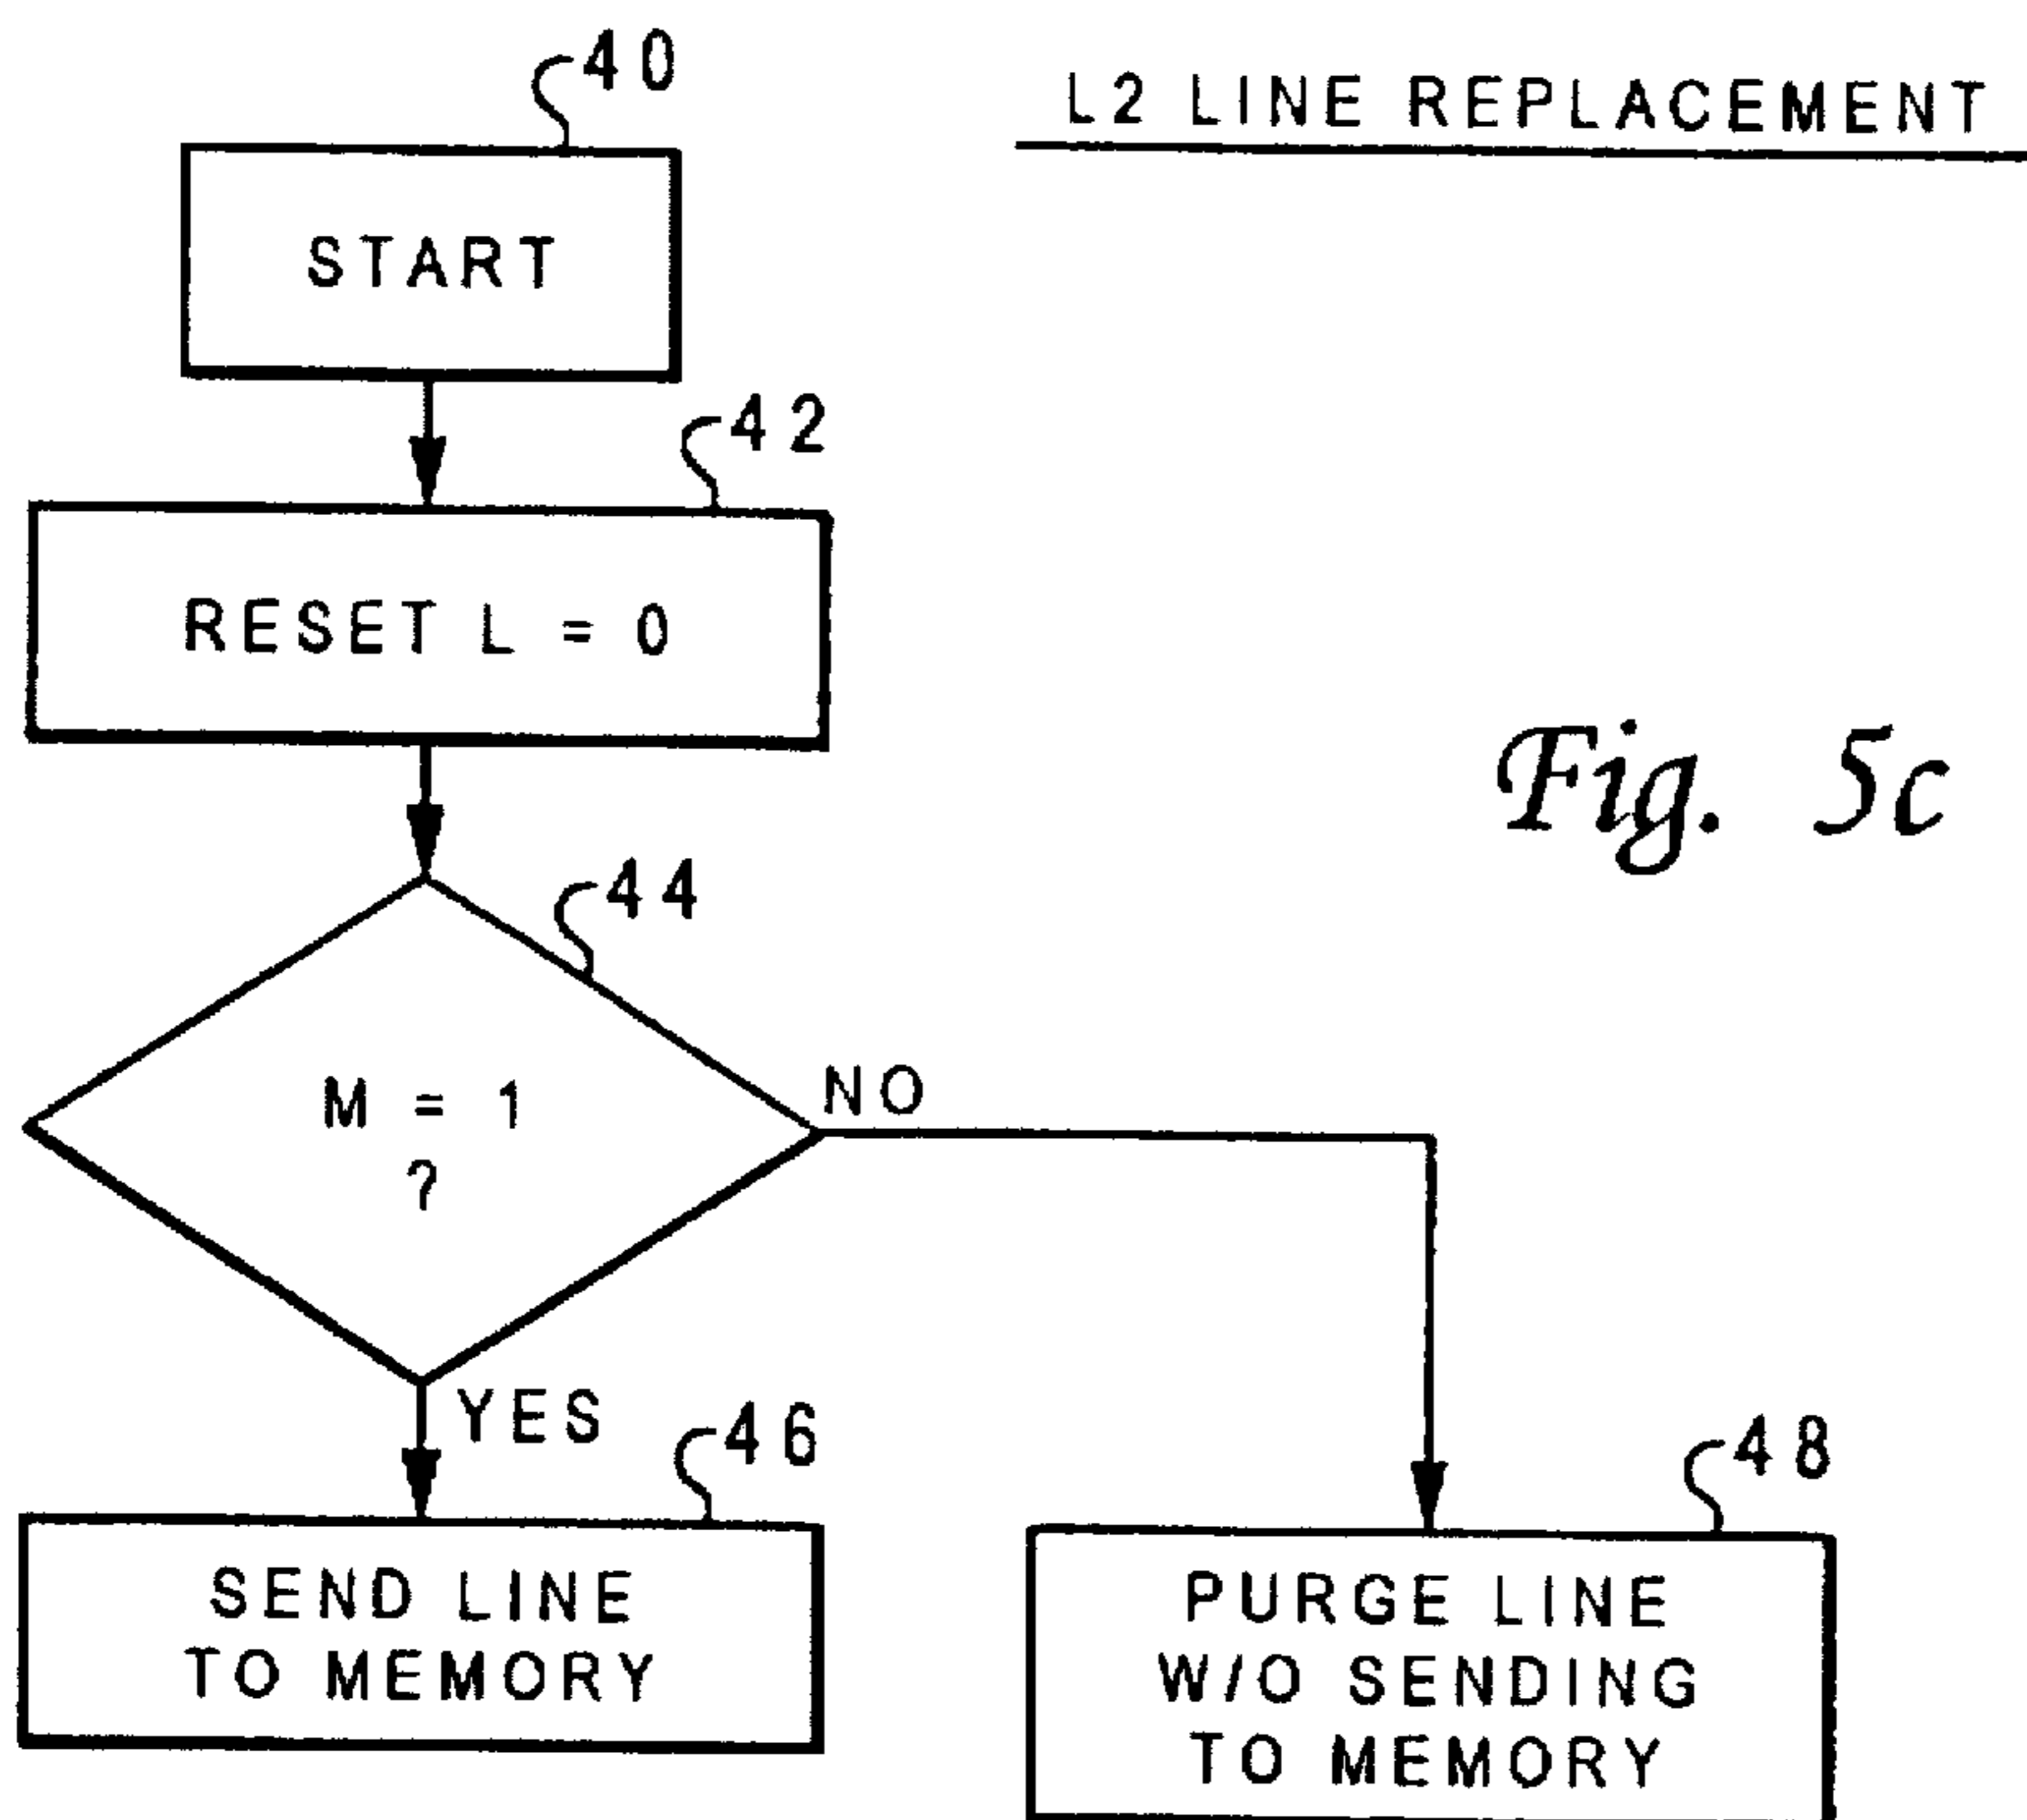 40
L2 LINE REPLACEMENT
START
42
RESET L = 0
Fig. 5c
44
M = 1
?
NO
YES
46
48
SEND LINE
TO MEMORY
PURGE LINE
W/O SENDING
TO MEMORY